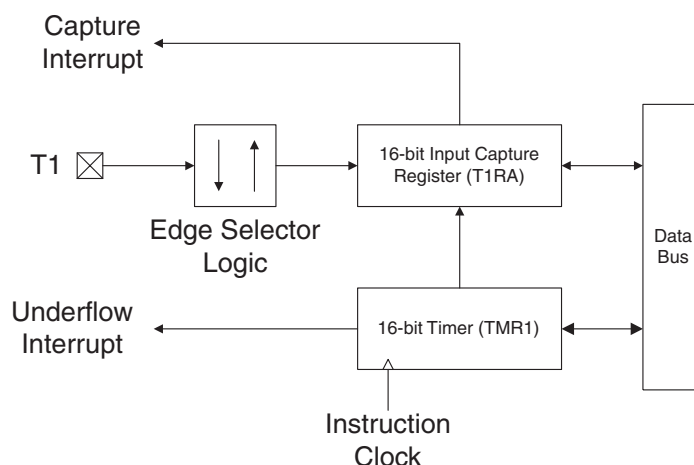 Capture
Interrupt
T1
Edge Selector
Logic
16-bit Input Capture
Register (T1RA)
Data
Bus
Underflow
Interrupt
16-bit Timer (TMR1)
Instruction
Clock